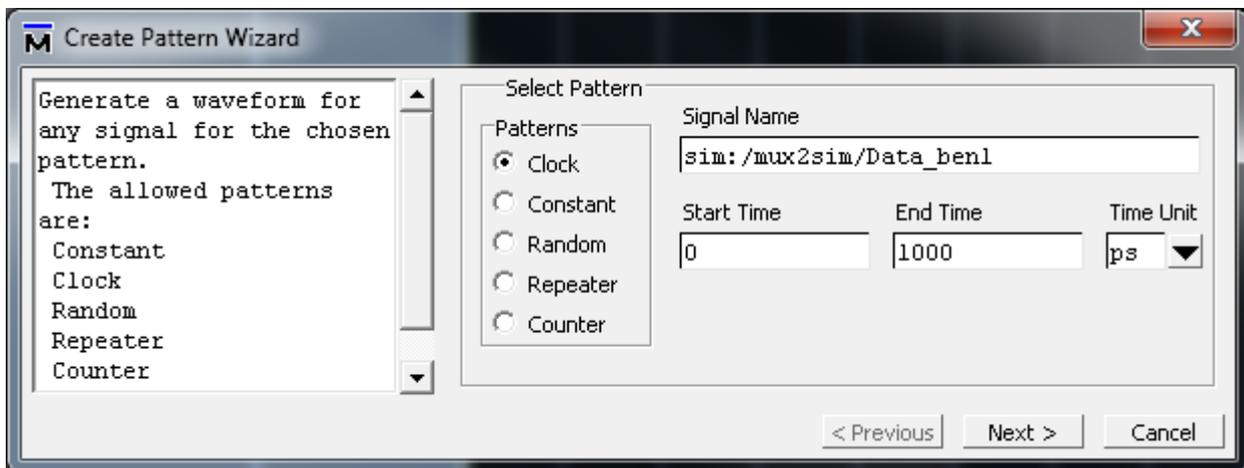 Create Pattern Wizard
Generate a waveform for
any signal for the chosen
pattern.
The allowed patterns
are:
Constant
Clock
Random
Repeater
Counter
Select Pattern
Patterns
Clock
Constant
Random
Repeater
Counter
Signal Name
sim:/mux2sim/Data_ben1
Start Time
End Time
Time Unit
0
1000
ps
< Previous
Next >
Cancel